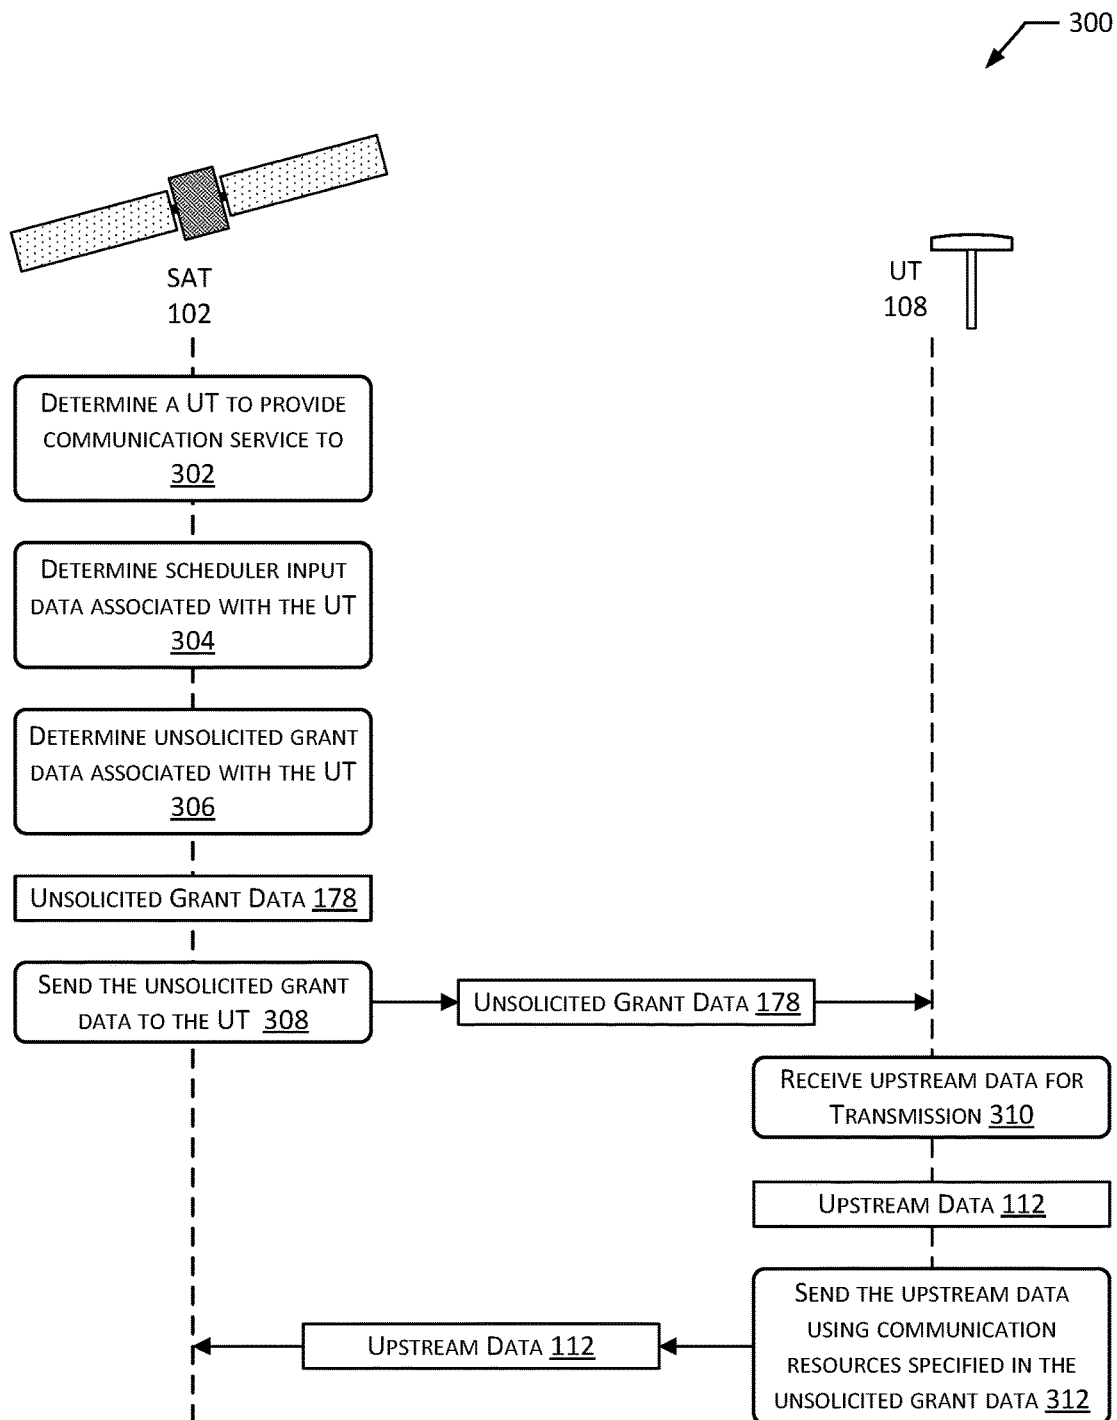 300
SAT
102
UT
108
DETERMINE A UT TO PROVIDE
COMMUNICATION SERVICE TO
302
DETERMINE SCHEDULER INPUT
DATA ASSOCIATED WITH THE UT
304
DETERMINE UNSOLICITED GRANT
DATA ASSOCIATED WITH THE UT
306
UNSOLICITED GRANT DATA 178
SEND THE UNSOLICITED GRANT
DATA TO THE UT 308
UNSOLICITED GRANT DATA 178
RECEIVE UPSTREAM DATA FOR
TRANSMISSION 310
UPSTREAM DATA 112
SEND THE UPSTREAM DATA
USING COMMUNICATION
RESOURCES SPECIFIED IN THE
UNSOLICITED GRANT DATA 312
UPSTREAM DATA 112